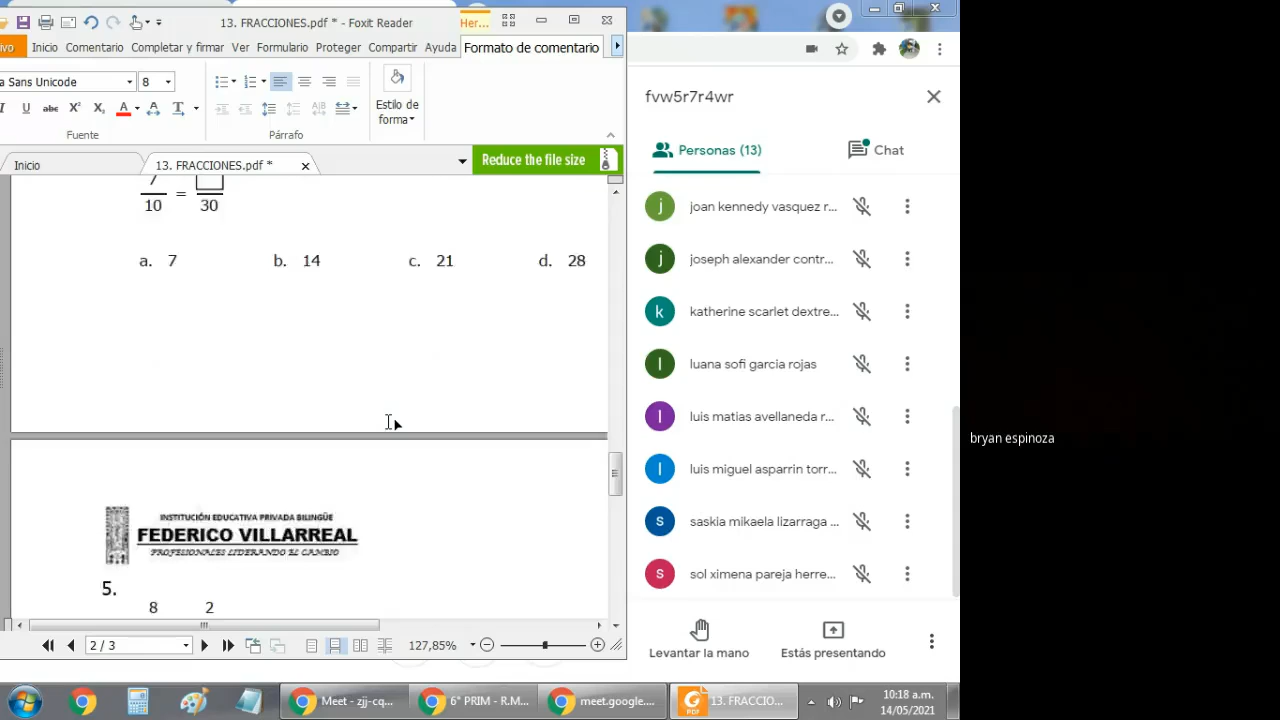 13. FRACCIONES.pdf * - Foxit Reader
Her...
Inicio Comentario Completar y firmar Ver Formulario Proteger Compartir Ayuda Formato de comentario
a Sans Unicode 8
Estilo de
forma
Fuente Párrafo
Inicio 13. FRACCIONES.pdf * Reduce the file size
7
10 = 30
a. 7 b. 14 c. 21 d. 28
INSTITUCIÓN EDUCATIVA PRIVADA BILINGÜE
FEDERICO VILLARREAL
PROFESIONALES LIDERANDO EL CAMBIO
5.
8 2
2 / 3 127,85%
fvw5r7r4wr
Personas (13) Chat
joan kennedy vasquez r...
joseph alexander contr...
katherine scarlet dextre...
luana sofi garcia rojas
luis matias avellaneda r...
luis miguel asparrin torr...
saskia mikaela lizarraga ...
sol ximena pareja herre...
Levantar la mano Estás presentando
bryan espinoza
Meet - zjj-cq... 6° PRIM - R.M... meet.google.... 13. FRACCIO...
10:18 a.m.
14/05/2021